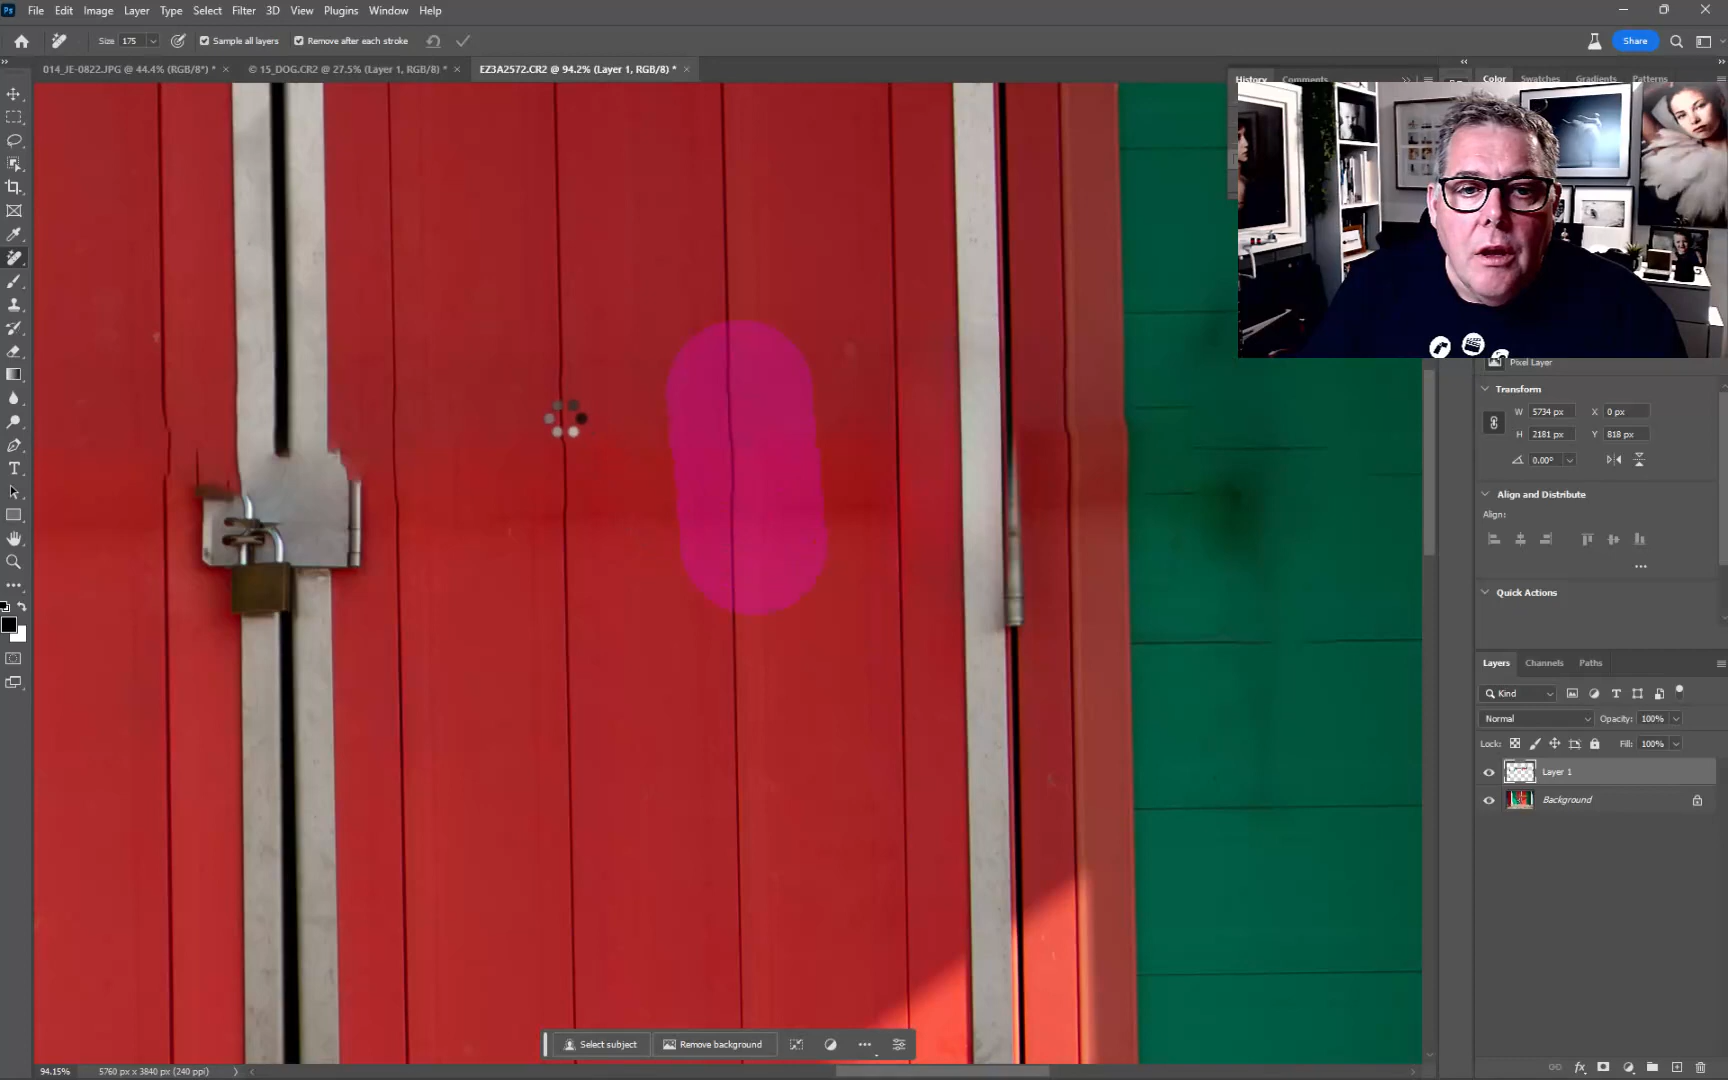 Ps File Edit Image Layer Type Select Filter 3D Plugins Window Help
Size 175 Sample all layers Remove after each stroke Share
014_JE-0822.JPG @ 44.4% (RGB/8*) * × © 15_DOG.CR2 @ 27.5% (Layer 1, RGB/8) * × EZ3A2572.CR2 @ 94.2% (Layer 1, RGB/8) * ×
History Comments Color Swatches Gradients Patterns
Pixel Layer
Transform
W 5734 px X 0 px
H 2181 px Y 818 px
0.00°
Align and Distribute
Align:
Quick Actions
Layers Channels Paths
Kind
Normal Opacity: 100%
Lock: Fill: 100%
Layer 1
Background
Select subject Remove background
94.15% 5760 px x 3840 px (240 ppi)